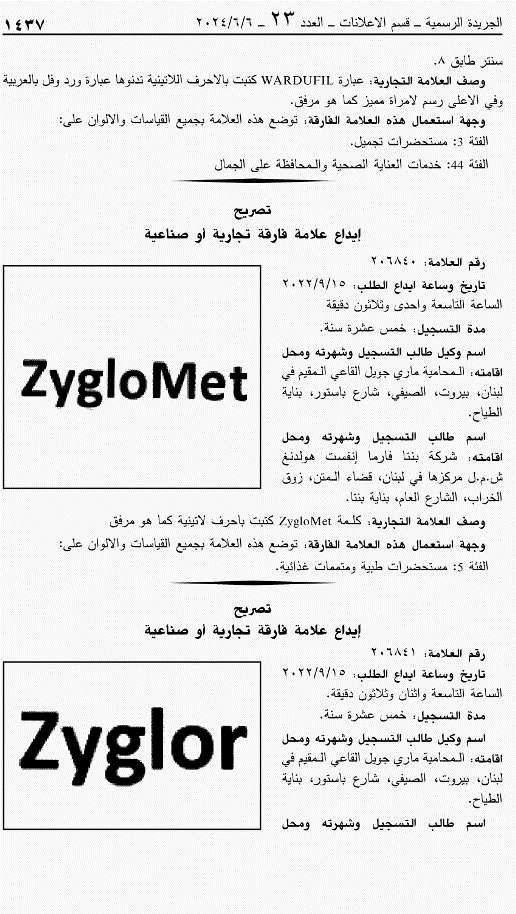 الجريدة الرسمية ـ قسم الاعلانات ـ العدد ٢٣ ـ ٢٠٢٤/٦/٦
١٤٣٧
سنتر طابق ٨.
وصف العلامة التجارية: عبارة WARDUFIL كتبت بالاحرف اللاتينية تدنوها عبارة ورد وفل بالعربية
وفي الاعلى رسم لامراة مميز كما هو مرفق.
وجهة استعمال هذه العلامة الفارقة: توضع هذه العلامة بجميع القياسات والالوان على:
الفئة 3: مستحضرات تجميل.
الفئة 44: خدمات العناية الصحية والمحافظة على الجمال
تصريح
إيداع علامة فارقة تجارية أو صناعية
رقم العلامة: ٢٠٦٨٤٠
تاريخ وساعة ايداع الطلب: ٢٠٢٢/٩/١٥
الساعة التاسعة واحدى وثلاثون دقيقة
مدة التسجيل: خمس عشرة سنة.
اسم وكيل طالب التسجيل وشهرته ومحل
اقامته: المحامية ماري جويل القاعي المقيم في
لبنان، بيروت، الصيفي، شارع باستور، بناية
الطياح.
اسم طالب التسجيل وشهرته ومحل
اقامته: شركة بنتا فارما إنفست هولدنغ
ش.م.ل مركزها في لبنان، قضاء المتن، زوق
الخراب، الشارع العام، بناية بنتا.
ZygloMet
وصف العلامة التجارية: كلمة ZygloMet كتبت باحرف لاتينية كما هو مرفق
وجهة استعمال هذه العلامة الفارقة: توضع هذه العلامة بجميع القياسات والالوان على:
الفئة 5: مستحضرات طبية ومتممات غذائية.
تصريح
إيداع علامة فارقة تجارية أو صناعية
رقم العلامة: ٢٠٦٨٤١
تاريخ وساعة ايداع الطلب: ٢٠٢٢/٩/١٥
الساعة التاسعة واثنان وثلاثون دقيقة.
مدة التسجيل: خمس عشرة سنة.
اسم وكيل طالب التسجيل وشهرته ومحل
اقامته: المحامية ماري جويل القاعي المقيم في
لبنان، بيروت، الصيفي، شارع باستور، بناية
الطياح.
اسم طالب التسجيل وشهرته ومحل
Zyglor